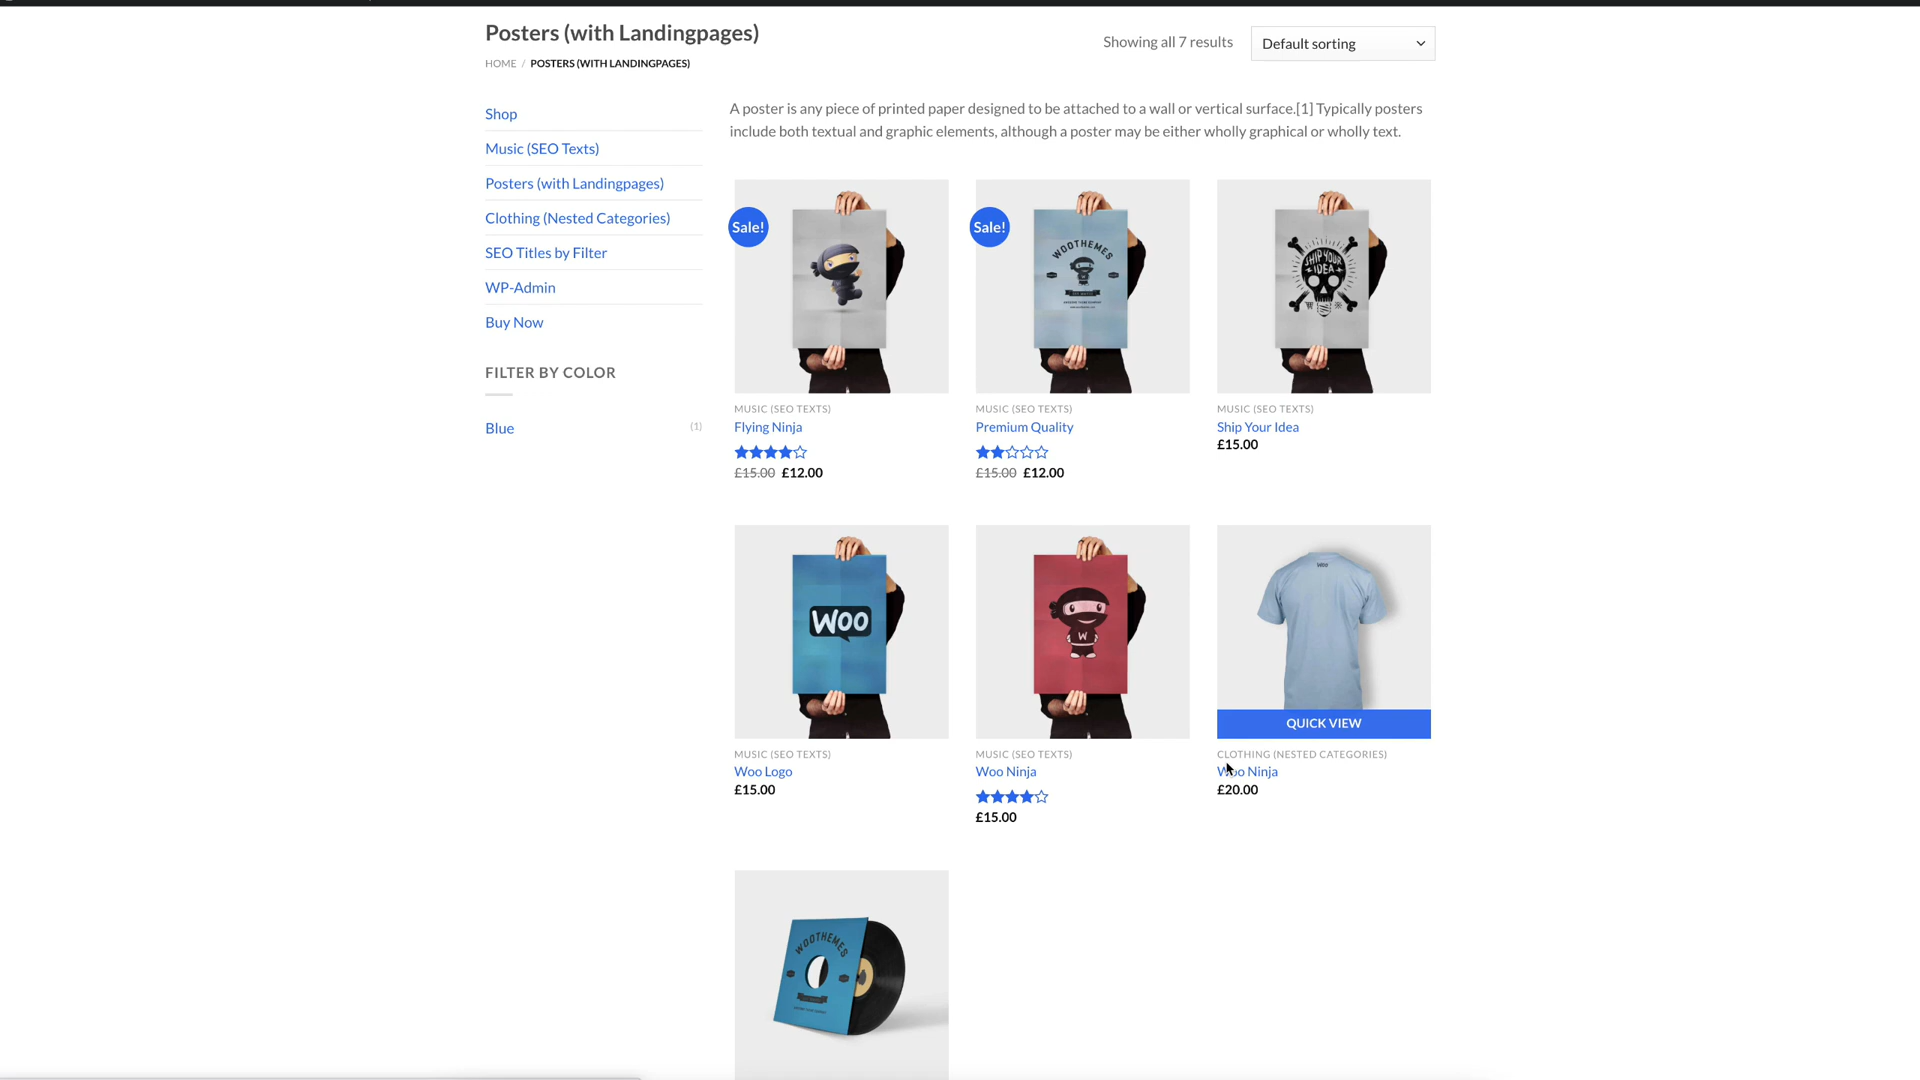 Posters (with Landingpages)
HOME / POSTERS (WITH LANDINGPAGES)
Showing all 7 results
Default sorting
Shop
Music (SEO Texts)
Posters (with Landingpages)
Clothing (Nested Categories)
SEO Titles by Filter
WP-Admin
Buy Now
FILTER BY COLOR
Blue (1)
A poster is any piece of printed paper designed to be attached to a wall or vertical surface.[1] Typically posters
include both textual and graphic elements, although a poster may be either wholly graphical or wholly text.
Sale!
MUSIC (SEO TEXTS)
Flying Ninja
£15.00 £12.00
Sale!
WOOTHEMES
MUSIC (SEO TEXTS)
Premium Quality
£15.00 £12.00
SHIP YOUR
IDEA
MUSIC (SEO TEXTS)
Ship Your Idea
£15.00
WOO
MUSIC (SEO TEXTS)
Woo Logo
£15.00
W
MUSIC (SEO TEXTS)
Woo Ninja
£15.00
Woo
QUICK VIEW
CLOTHING (NESTED CATEGORIES)
Woo Ninja
£20.00
WOOTHEMES